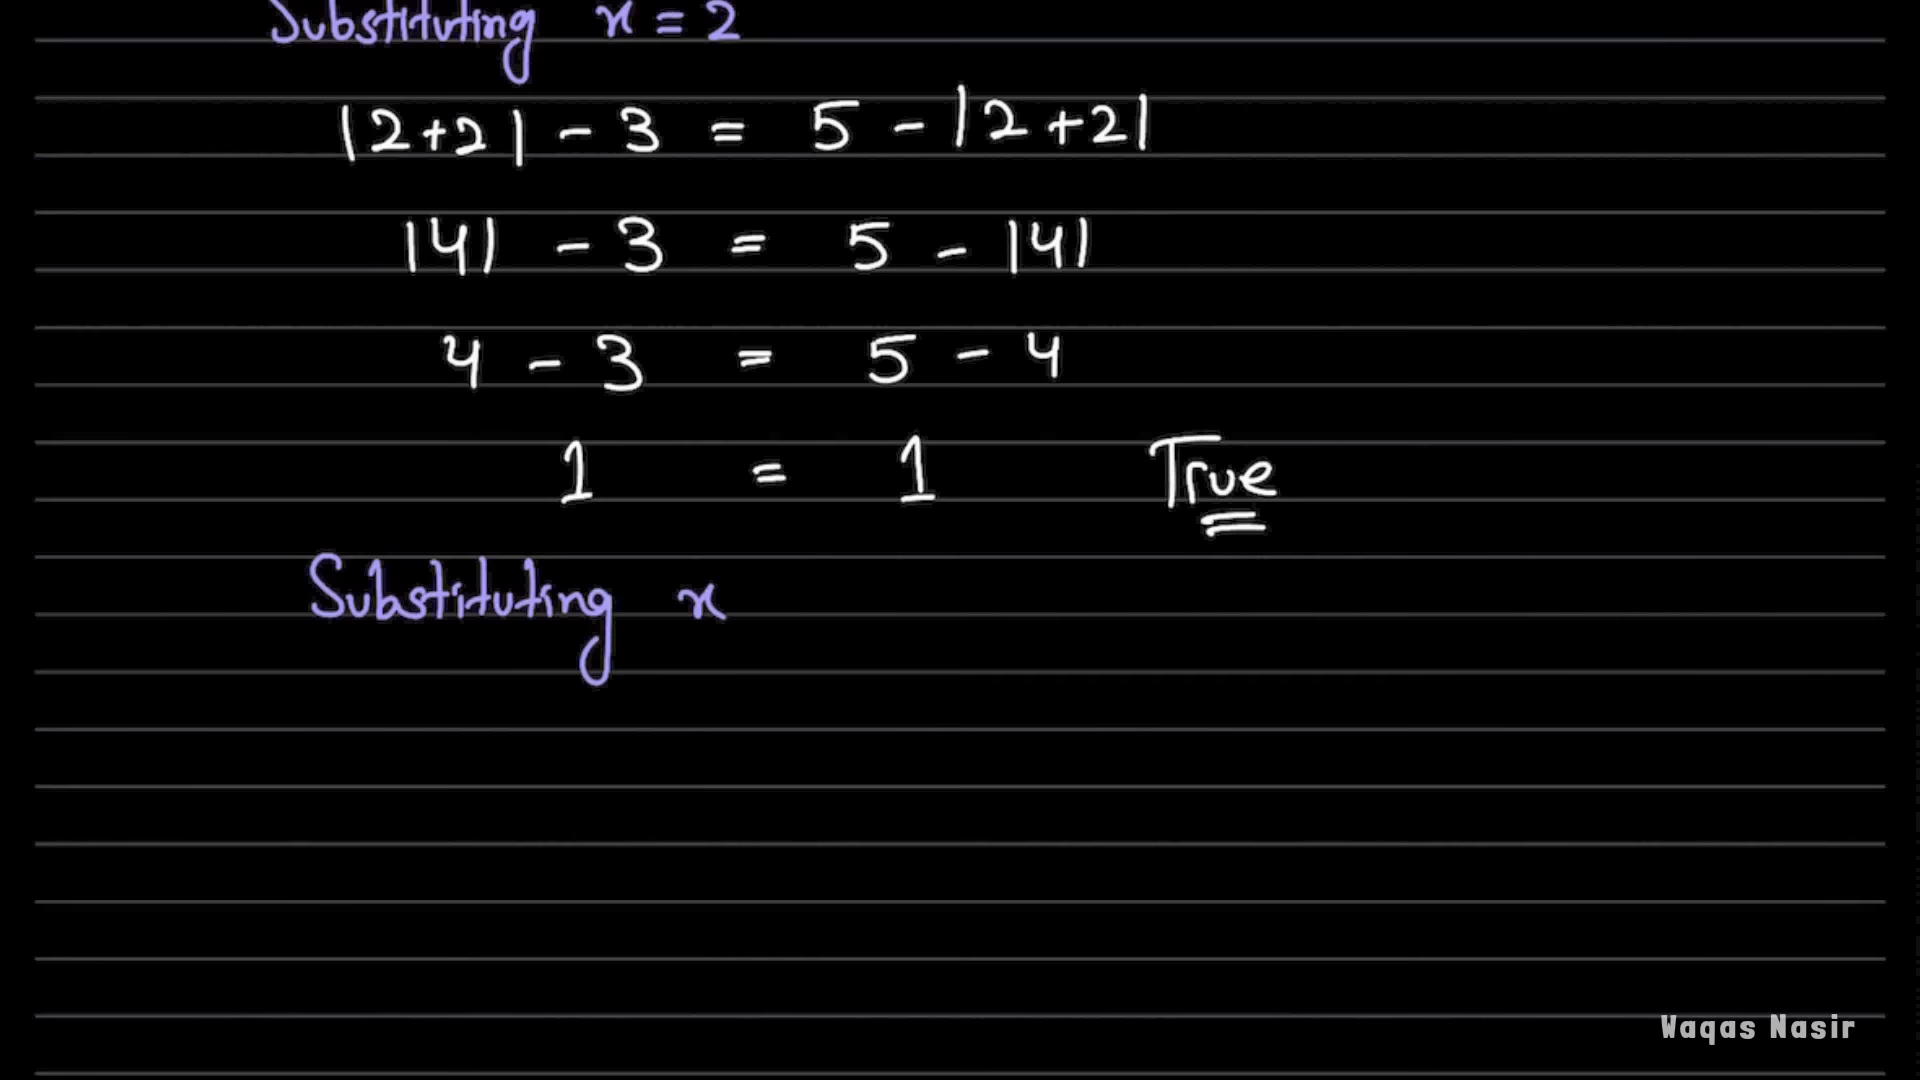 Substituting x = 2
|2+2| - 3 = 5 - |2+2|
|4| - 3 = 5 - |4|
4 - 3 = 5 - 4
1 = 1 True
Substituting x
Waqas Nasir